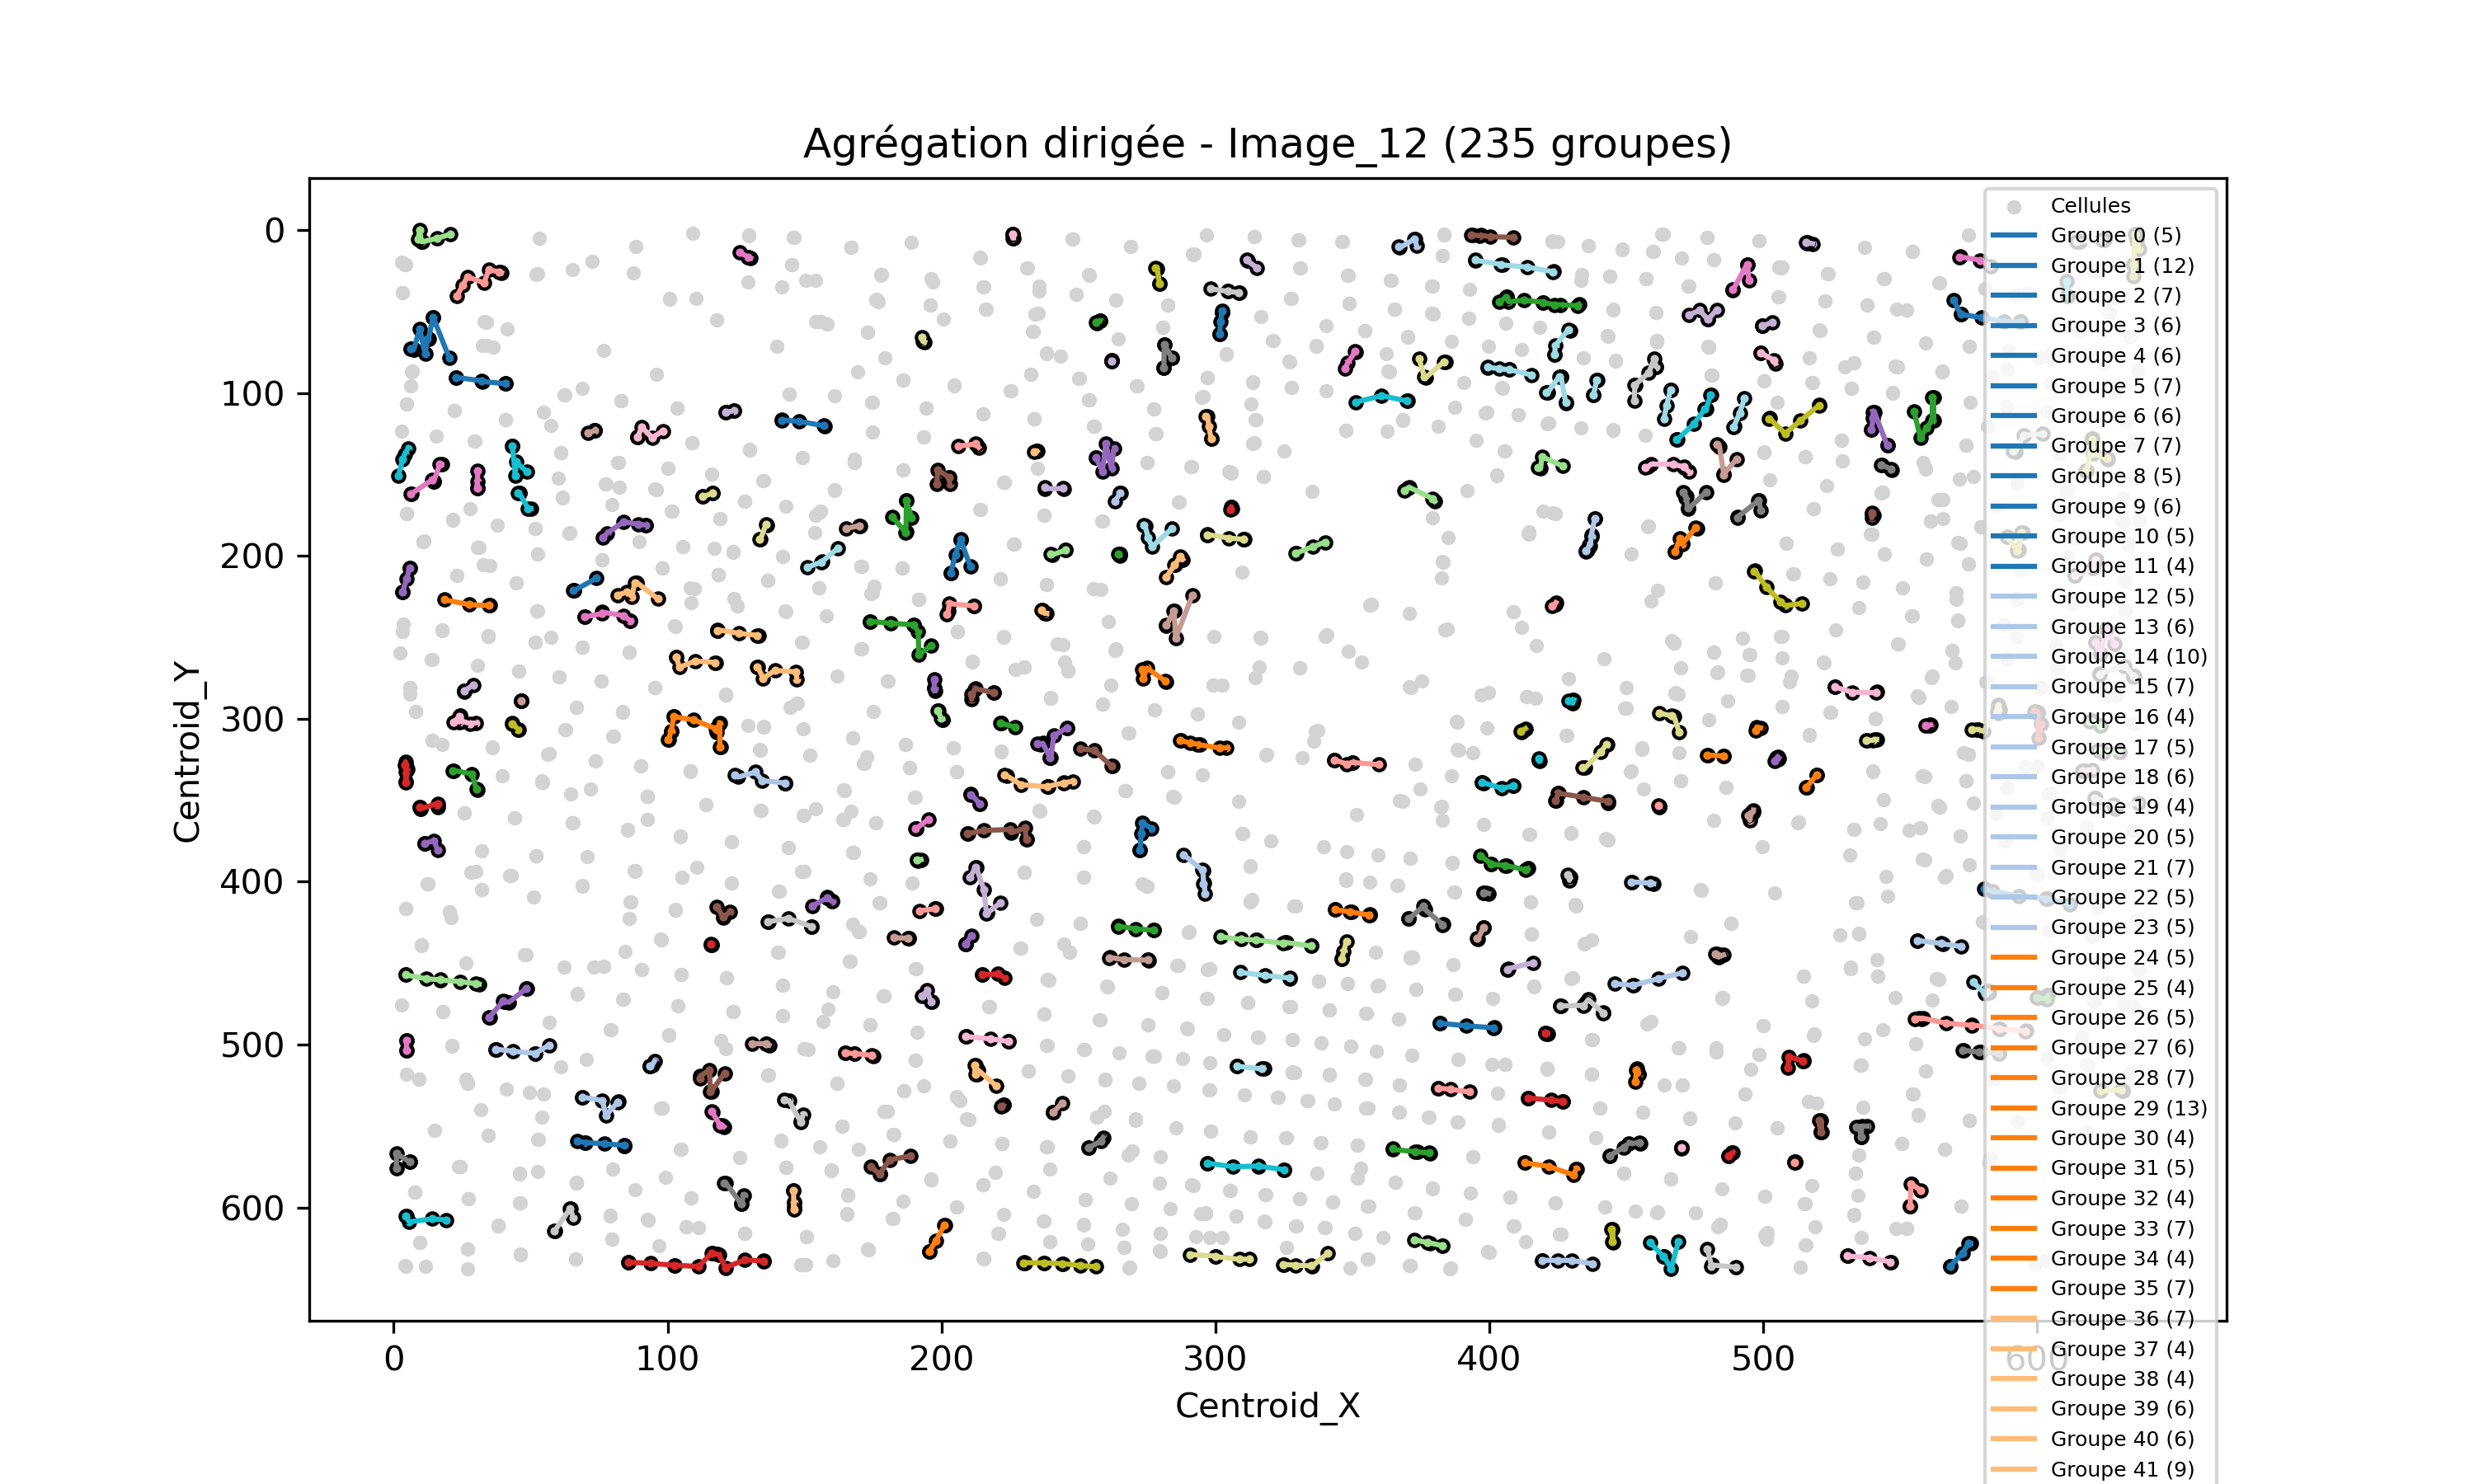 Agrégation dirigée - Image_12 (235 groupes)
Centroid_Y
0
100
200
300
400
500
600
0
100
200
300
400
500
600
Centroid_X
Cellules
Groupe 0 (5)
Groupe 1 (12)
Groupe 2 (7)
Groupe 3 (6)
Groupe 4 (6)
Groupe 5 (7)
Groupe 6 (6)
Groupe 7 (7)
Groupe 8 (5)
Groupe 9 (6)
Groupe 10 (5)
Groupe 11 (4)
Groupe 12 (5)
Groupe 13 (6)
Groupe 14 (10)
Groupe 15 (7)
Groupe 16 (4)
Groupe 17 (5)
Groupe 18 (6)
Groupe 19 (4)
Groupe 20 (5)
Groupe 21 (7)
Groupe 22 (5)
Groupe 23 (5)
Groupe 24 (5)
Groupe 25 (4)
Groupe 26 (5)
Groupe 27 (6)
Groupe 28 (7)
Groupe 29 (13)
Groupe 30 (4)
Groupe 31 (5)
Groupe 32 (4)
Groupe 33 (7)
Groupe 34 (4)
Groupe 35 (7)
Groupe 36 (7)
Groupe 37 (4)
Groupe 38 (4)
Groupe 39 (6)
Groupe 40 (6)
Groupe 41 (9)